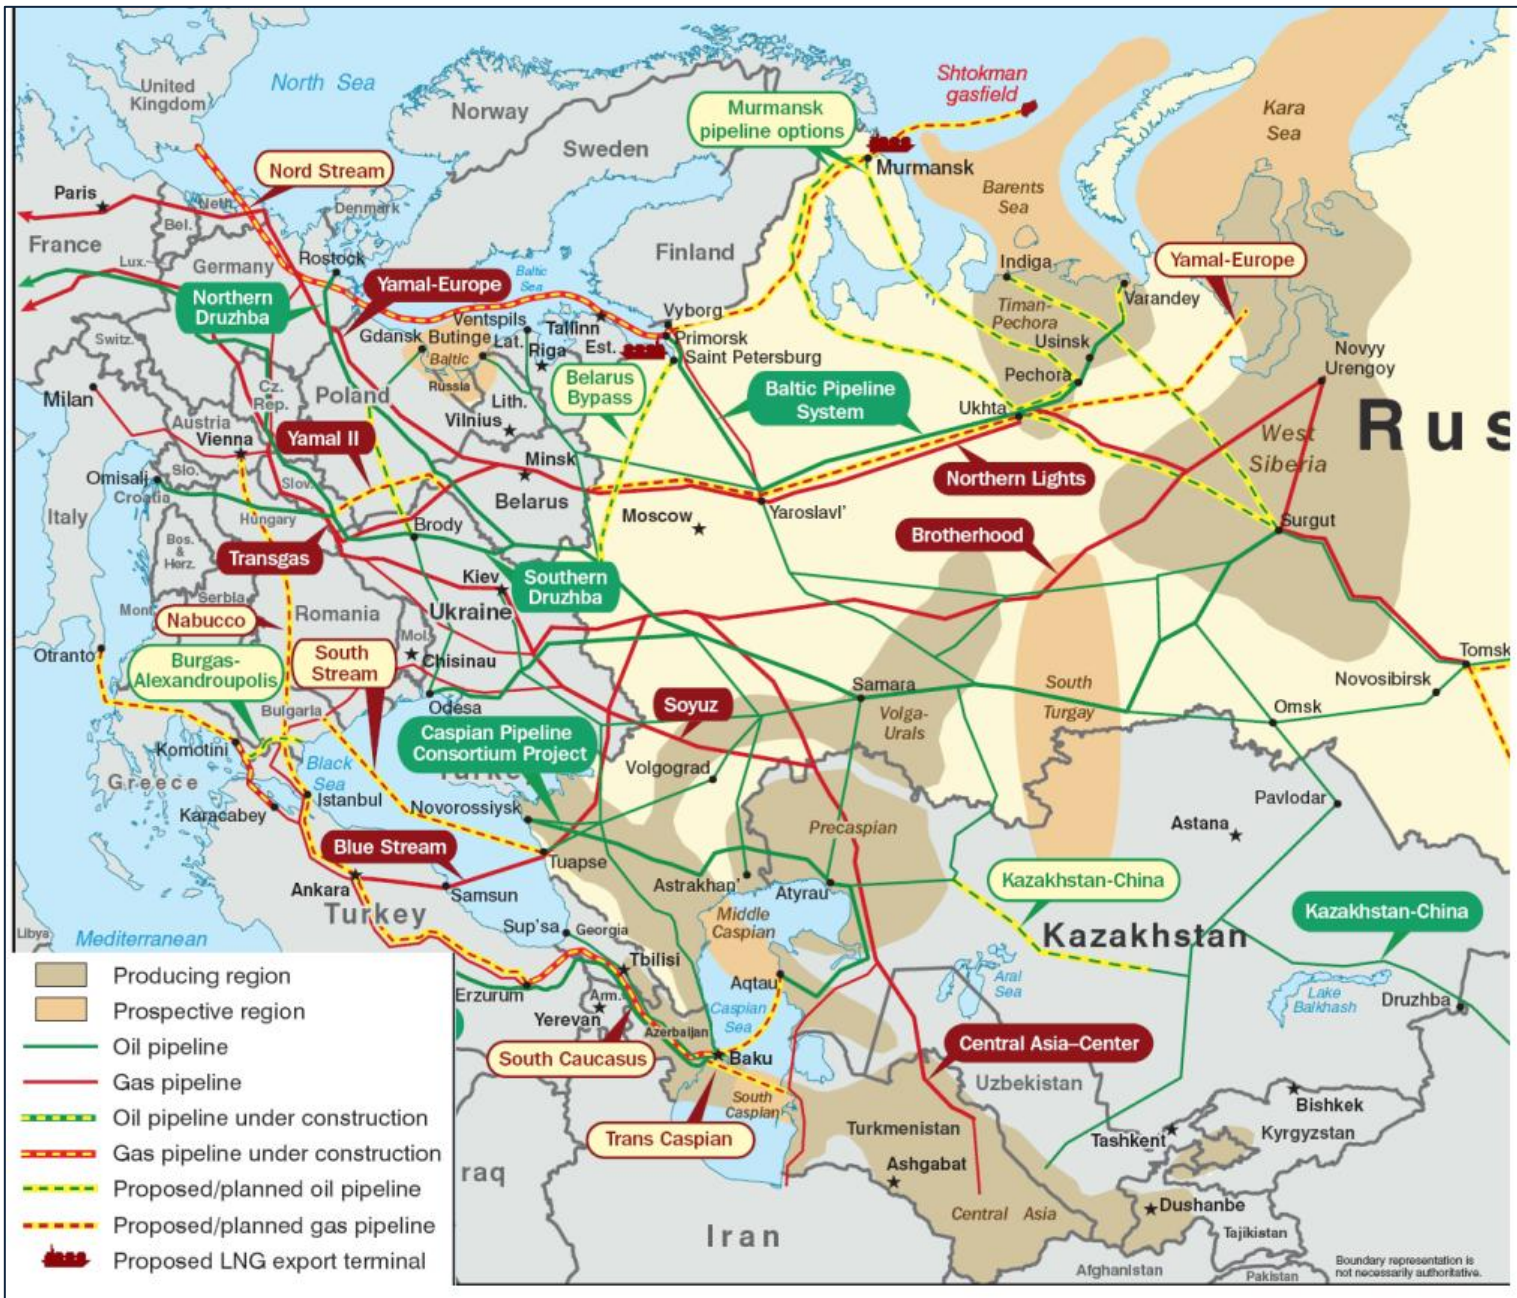 United
Kingdom
North Sea
Norway
Sweden
Finland
Murmansk
pipeline options
Shtokman
gasfield
Murmansk
Barents
Sea
Kara
Sea
Nord Stream
Paris
Neth.
Bel.
Denmark
France
Lux.
Germany
Rostock
Northern
Druzhba
Yamal-Europe
Baltic
Sea
Gdansk
Butinge
Baltic
Russia
Ventspils
Lat.
Riga
Tallinn
Est.
Lith.
Vilnius
Vyborg
Primorsk
Saint Petersburg
Indiga
Varandey
Timan-
Pechora
Usinsk
Pechora
Ukhta
Yamal-Europe
Novyy
Urengoy
Rus
West
Siberia
Belarus
Bypass
Baltic Pipeline
System
Northern Lights
Switz.
Milan
Austria
Vienna
Cz.
Rep.
Poland
Yamal II
Minsk
Belarus
Moscow
Yaroslavl'
Brotherhood
Surgut
Omisalj
Slo.
Croatia
Slov.
Hungary
Italy
Bos.
&
Herz.
Transgas
Brody
Kiev
Ukraine
Southern
Druzhba
Serbia
Mont.
Nabucco
Romania
Mol.
Chisinau
Otranto
Burgas-
Alexandroupolis
South
Stream
Odesa
Bulgaria
Soyuz
Samara
Volga-
Urals
South
Turgay
Tomsk
Novosibirsk
Omsk
Komotini
Greece
Black
Sea
Istanbul
Karacabey
Caspian Pipeline
Consortium Project
Novorossiysk
Volgograd
Precaspian
Pavlodar
Astana
Blue Stream
Tuapse
Ankara
Samsun
Turkey
Astrakhan'
Atyrau
Kazakhstan-China
Kazakhstan-China
Kazakhstan
Libya
Mediterranean
Sup'sa
Georgia
Tbilisi
Middle
Caspian
Aqtau
Caspian
Sea
Aral
Sea
Lake
Balkhash
Druzhba
Erzurum
Arm.
Yerevan
Azerbaijan
Baku
South Caucasus
Central Asia–Center
Uzbekistan
South
Caspian
Trans Caspian
Turkmenistan
Ashgabat
Tashkent
Bishkek
Kyrgyzstan
Dushanbe
Tajikistan
Central Asia
raq
Iran
Afghanistan
Pakistan
Boundary representation is
not necessarily authoritative.
Producing region
Prospective region
Oil pipeline
Gas pipeline
Oil pipeline under construction
Gas pipeline under construction
Proposed/planned oil pipeline
Proposed/planned gas pipeline
Proposed LNG export terminal